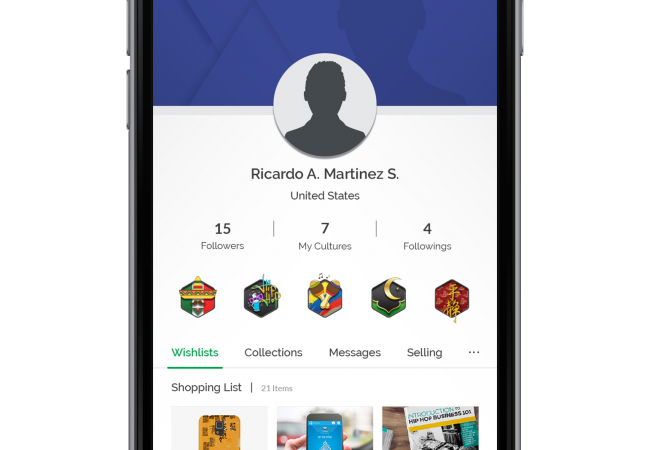 Ricardo A. Martinez S.
United States
15 7 4
Followers My Cultures Followings
Wishlists Collections Messages Selling ...
Shopping List | 21 Items
INTRODUCTION TO
HIP HOP BUSINESS 101